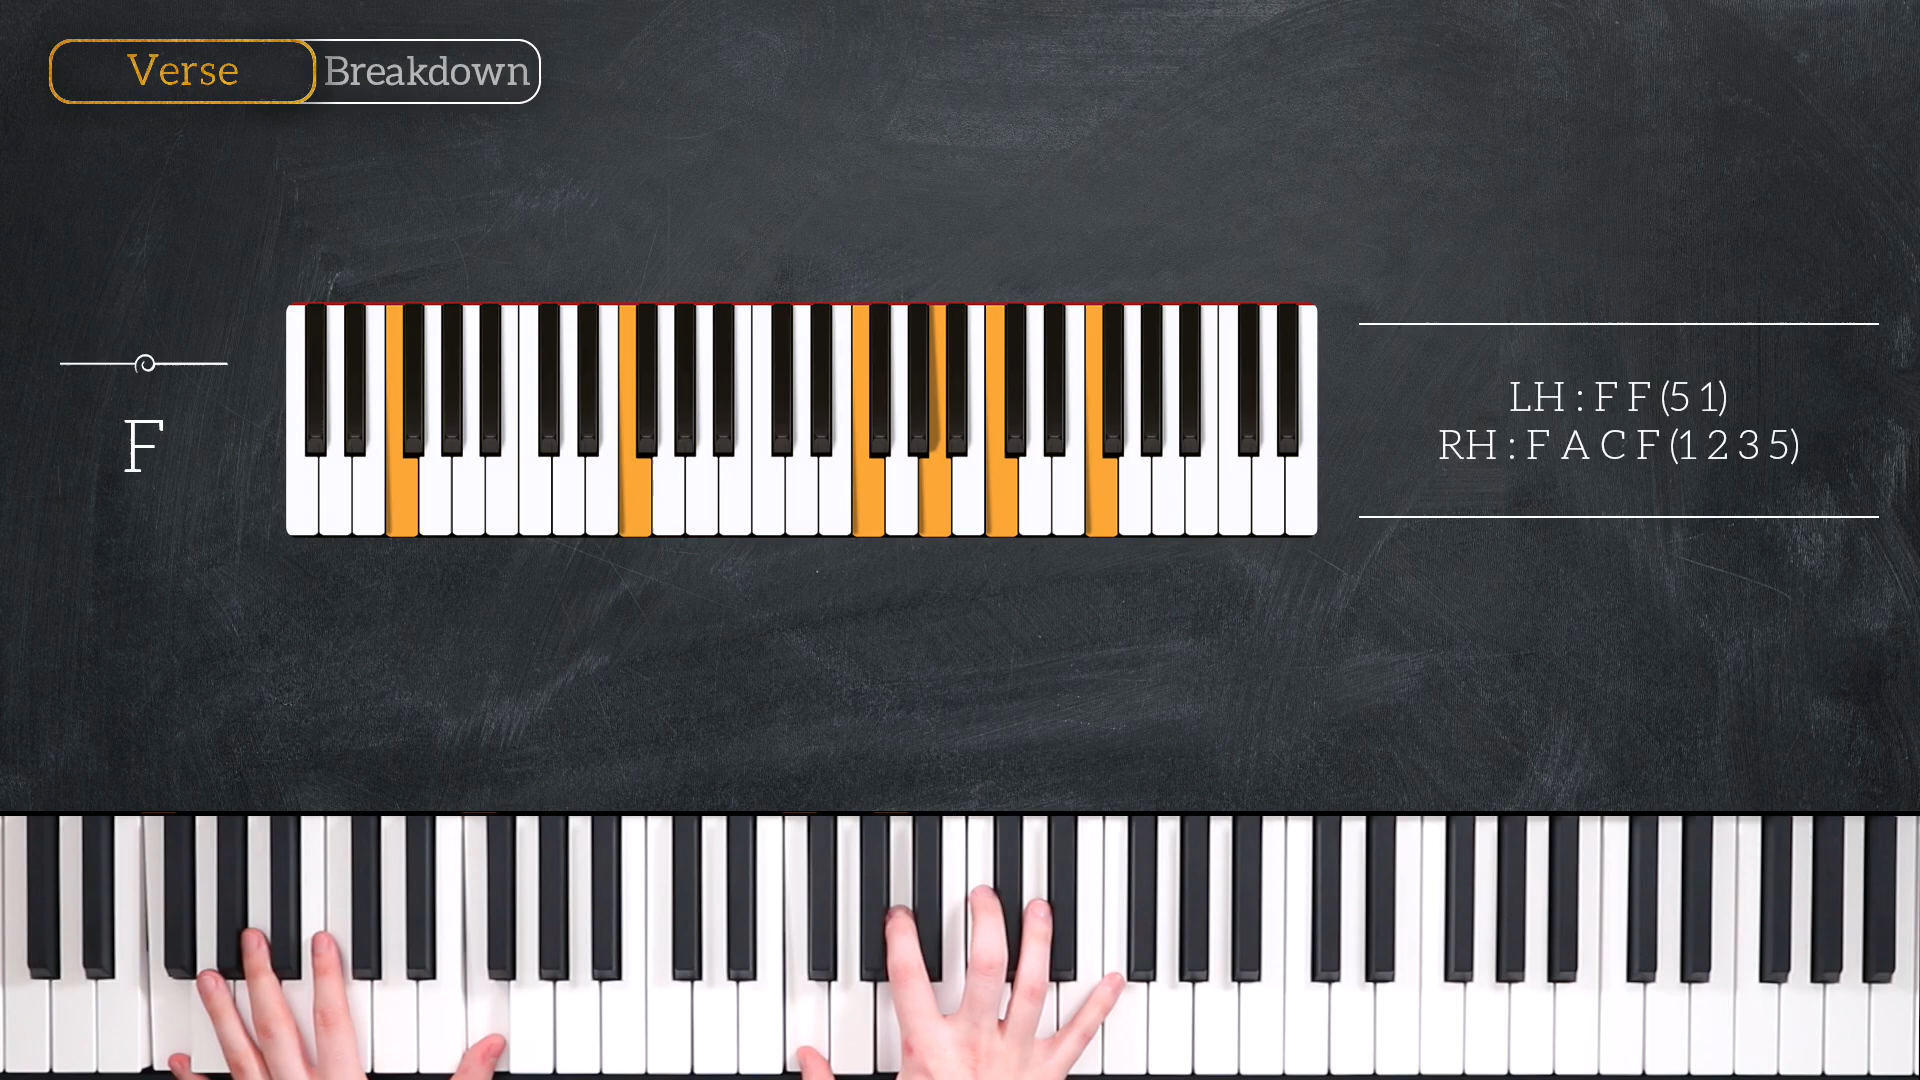 Verse Breakdown
F
LH : F F (5 1)
RH : F A C F (1 2 3 5)